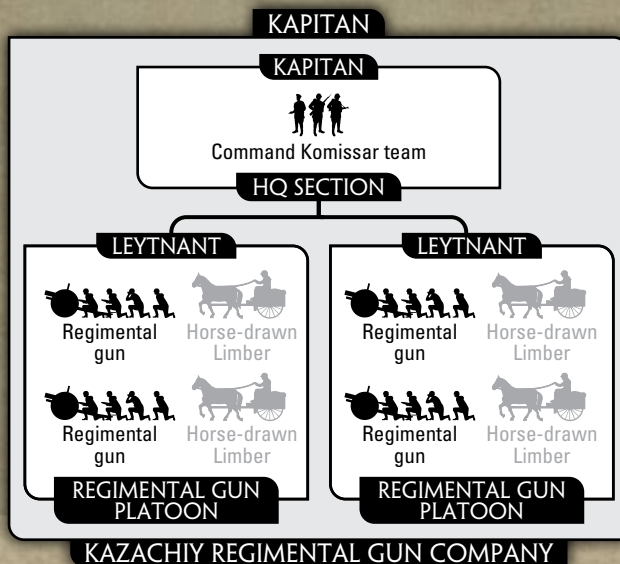 KAPITAN
KAPITAN
Command Komissar team
HQ SECTION
LEYTNANT
Regimental
gun
Horse-drawn
Limber
Regimental
gun
Horse-drawn
Limber
REGIMENTAL GUN
PLATOON
LEYTNANT
Regimental
gun
Horse-drawn
Limber
Regimental
gun
Horse-drawn
Limber
REGIMENTAL GUN
PLATOON
KAZACHIY REGIMENTAL GUN COMPANY